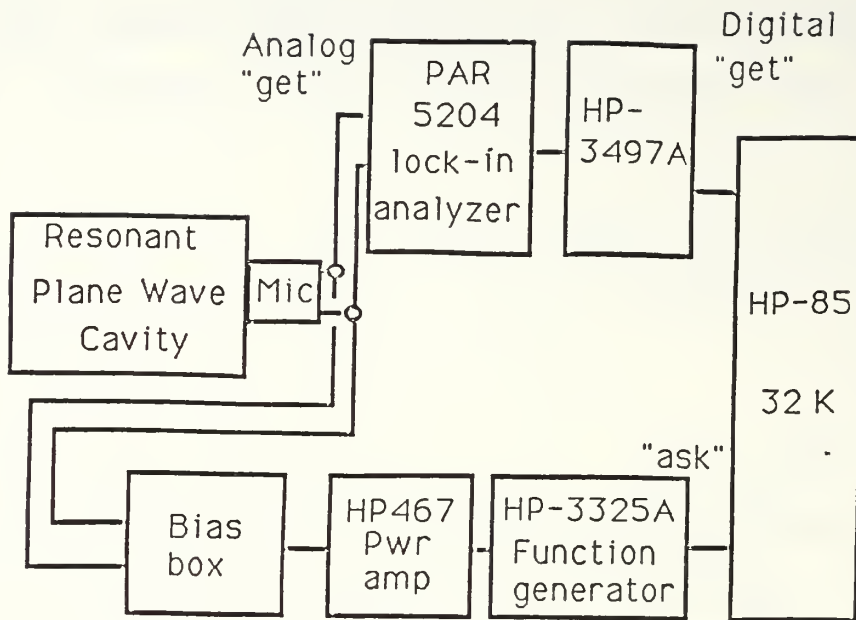 Analog
"get"
PAR
5204
lock-in
analyzer
HP-
3497A
Digital
"get"
Resonant
Plane Wave
Cavity
Mic
HP-85
32 K
"ask"
Bias
box
HP467
Pwr
amp
HP-3325A
Function
generator